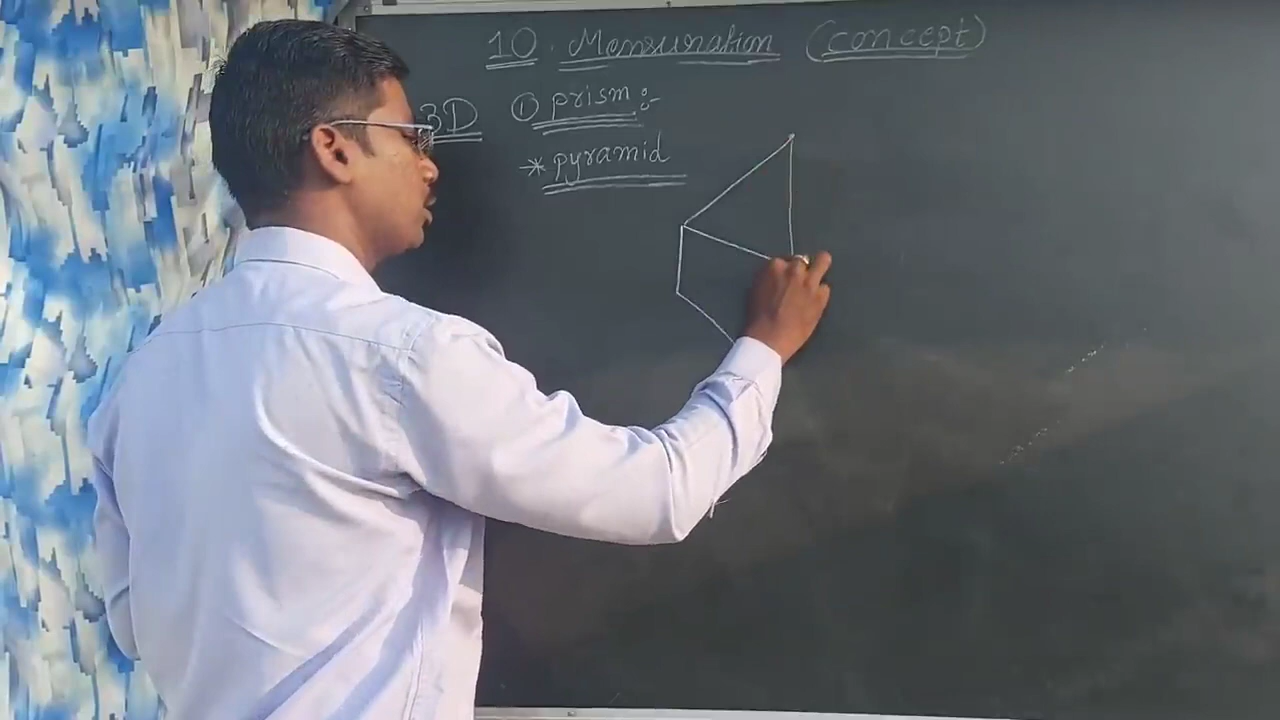 10. Mensuration (concept)
3D ① prism :-
* pyramid